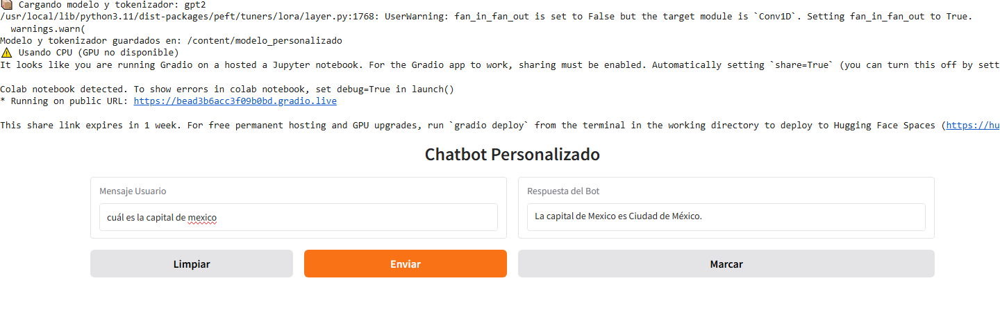 Cargando modelo y tokenizador: gpt2
/usr/local/lib/python3.11/dist-packages/peft/tuners/lora/layer.py:1768: UserWarning: fan_in_fan_out is set to False but the target module is `Conv1D`. Setting fan_in_fan_out to True.
warnings.warn(
Modelo y tokenizador guardados en: /content/modelo_personalizado
⚠️ Usando CPU (GPU no disponible)
It looks like you are running Gradio on a hosted a Jupyter notebook. For the Gradio app to work, sharing must be enabled. Automatically setting `share=True` (you can turn this off by sett
Colab notebook detected. To show errors in colab notebook, set debug=True in launch()
* Running on public URL: https://bead3b6acc3f09b0bd.gradio.live
This share link expires in 1 week. For free permanent hosting and GPU upgrades, run `gradio deploy` from the terminal in the working directory to deploy to Hugging Face Spaces (https://hu
Chatbot Personalizado
Mensaje Usuario
cuál es la capital de mexico
Respuesta del Bot
La capital de Mexico es Ciudad de México.
Limpiar
Enviar
Marcar